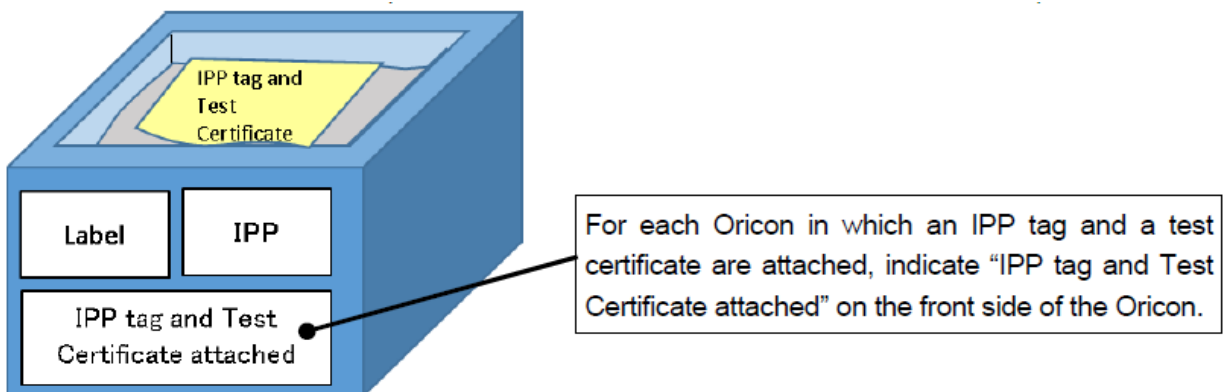 IPP tag and
Test
Certificate
Label
IPP
IPP tag and Test
Certificate attached
For each Oricon in which an IPP tag and a test
certificate are attached, indicate “IPP tag and Test
Certificate attached” on the front side of the Oricon.